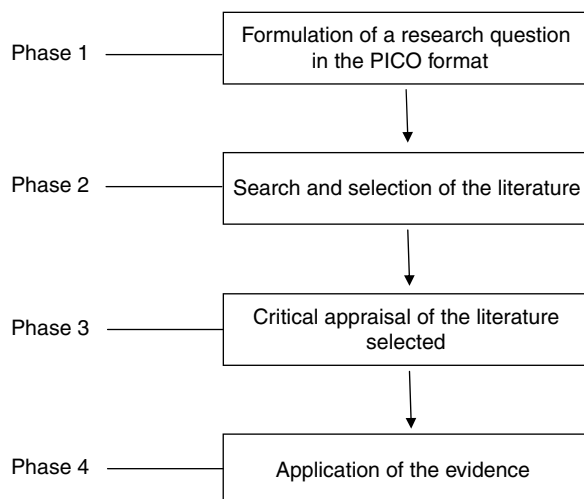 Phase 1
Formulation of a research question
in the PICO format
Phase 2
Search and selection of the literature
Phase 3
Critical appraisal of the literature
selected
Phase 4
Application of the evidence